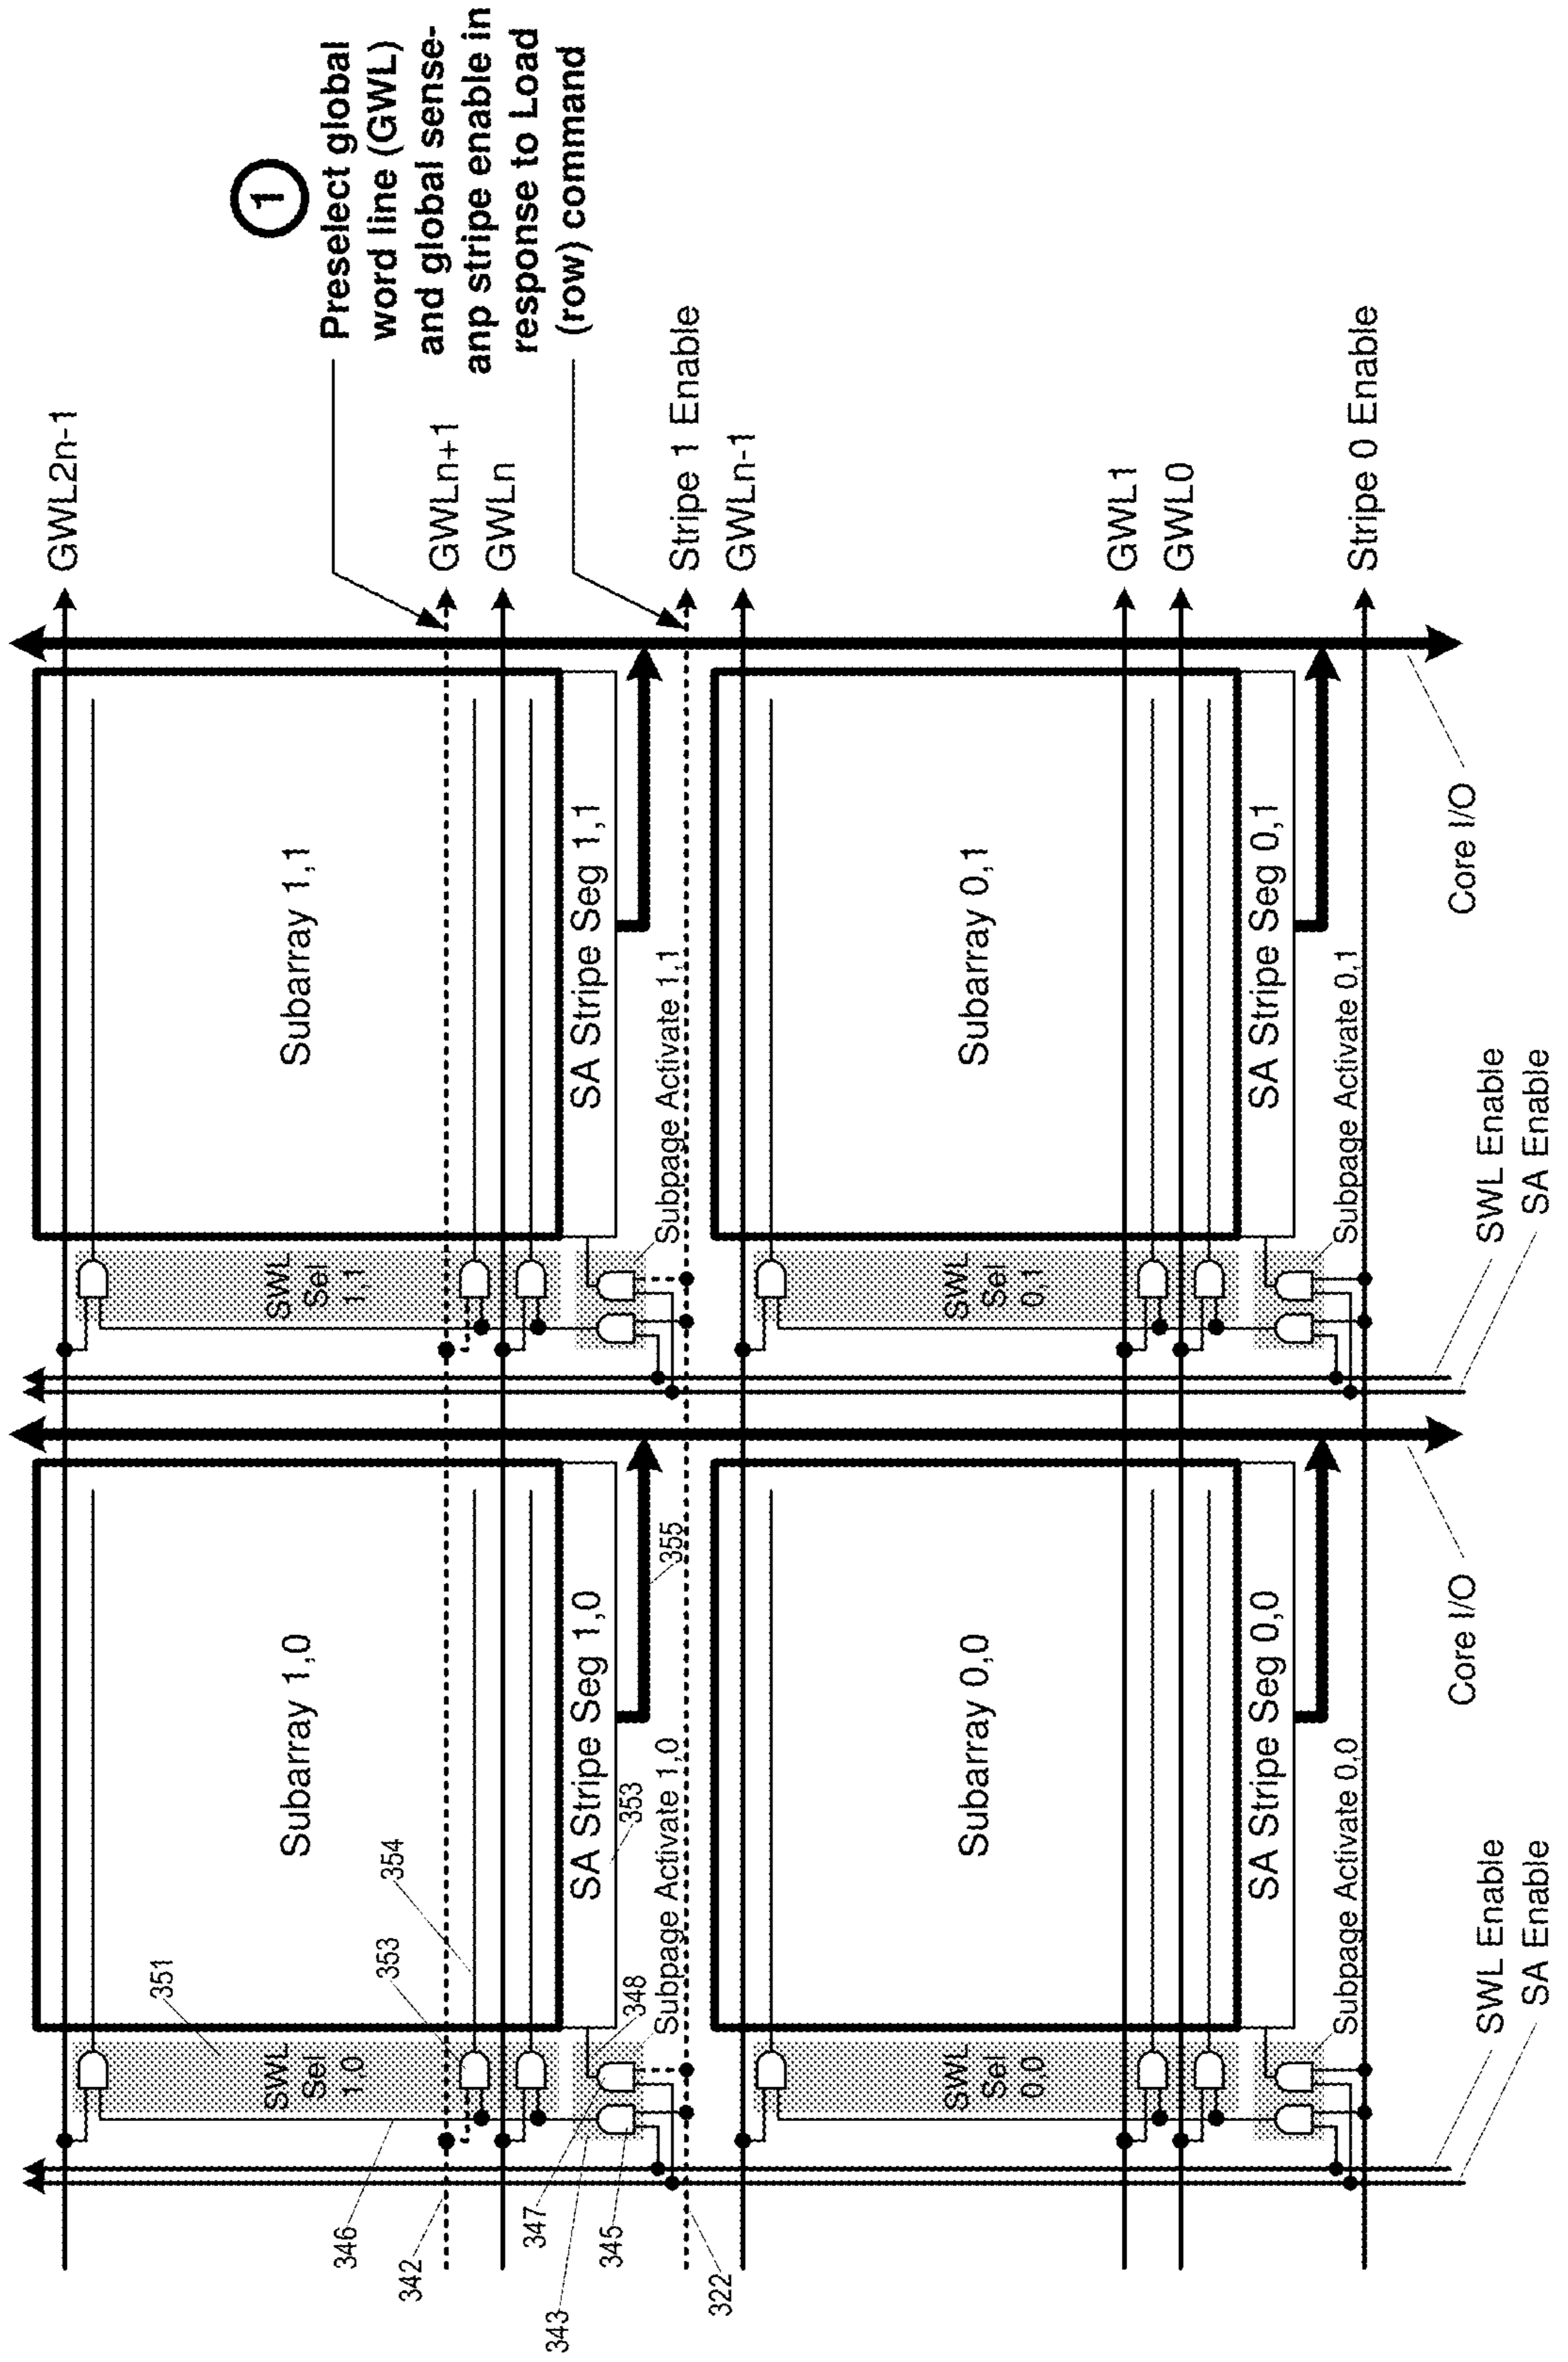 GWL2n-1
GWLn+1
GWLn
Stripe 1 Enable
GWLn-1
GWL1
GWL0
Stripe 0 Enable
1
Preselect global
word line (GWL)
and global sense-
anp stripe enable in
response to Load
(row) command
Subarray 1,0
Subarray 1,1
SWL
Sel
1,0
SWL
Sel
1,1
SA Stripe Seg 1,0
SA Stripe Seg 1,1
Subpage Activate 1,0
Subpage Activate 1,1
351
353
354
346
342
347
348
343
345
353
355
322
Subarray 0,0
Subarray 0,1
SWL
Sel
0,0
SWL
Sel
0,1
SA Stripe Seg 0,0
SA Stripe Seg 0,1
Subpage Activate 0,0
Subpage Activate 0,1
Core I/O
Core I/O
SWL Enable
SA Enable
SWL Enable
SA Enable